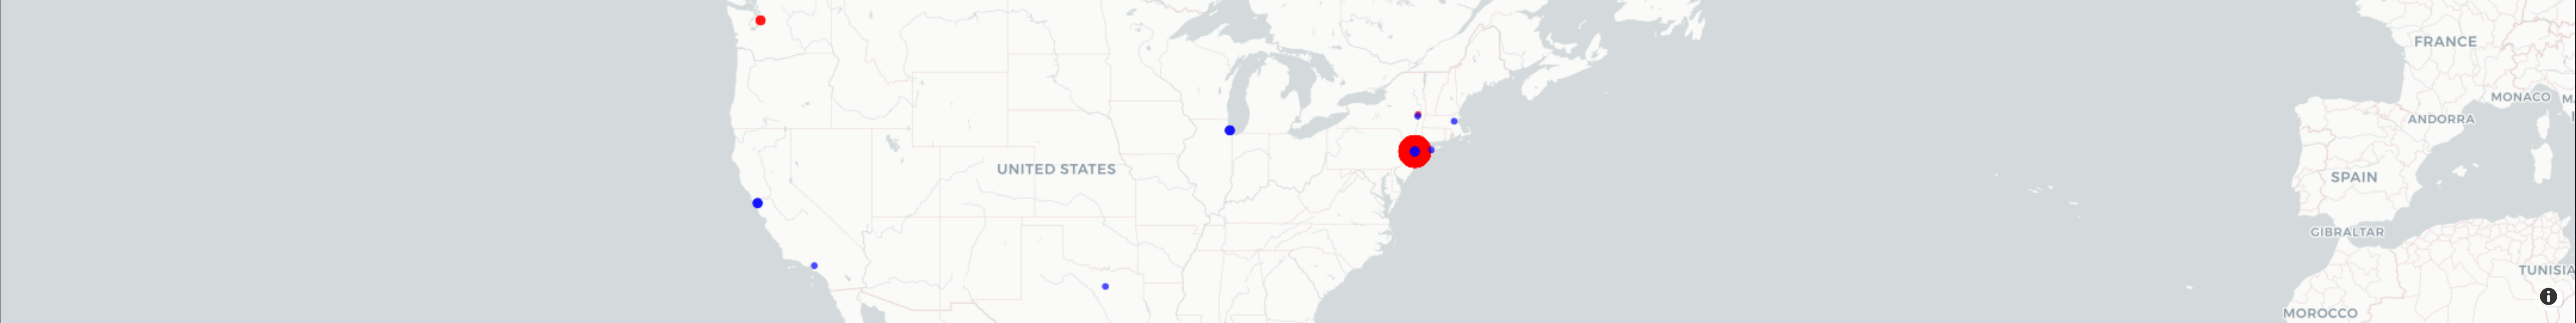 FRANCE
MONACO
M
ANDORRA
UNITED STATES
SPAIN
GIBRALTAR
TUNISIA
MOROCCO